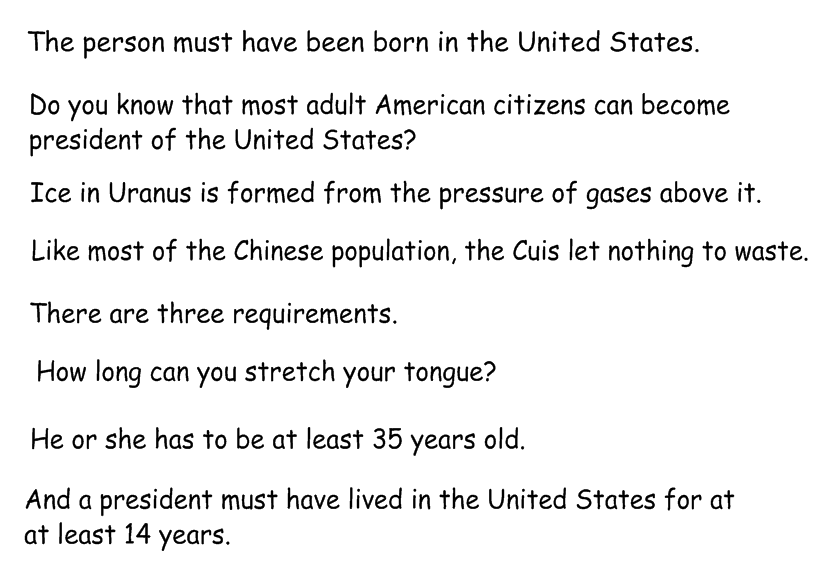 The person must have been born in the United States.
Do you know that most adult American citizens can become
president of the United States?
Ice in Uranus is formed from the pressure of gases above it.
Like most of the Chinese population, the Cuis let nothing to waste.
There are three requirements.
How long can you stretch your tongue?
He or she has to be at least 35 years old.
And a president must have lived in the United States for at
at least 14 years.